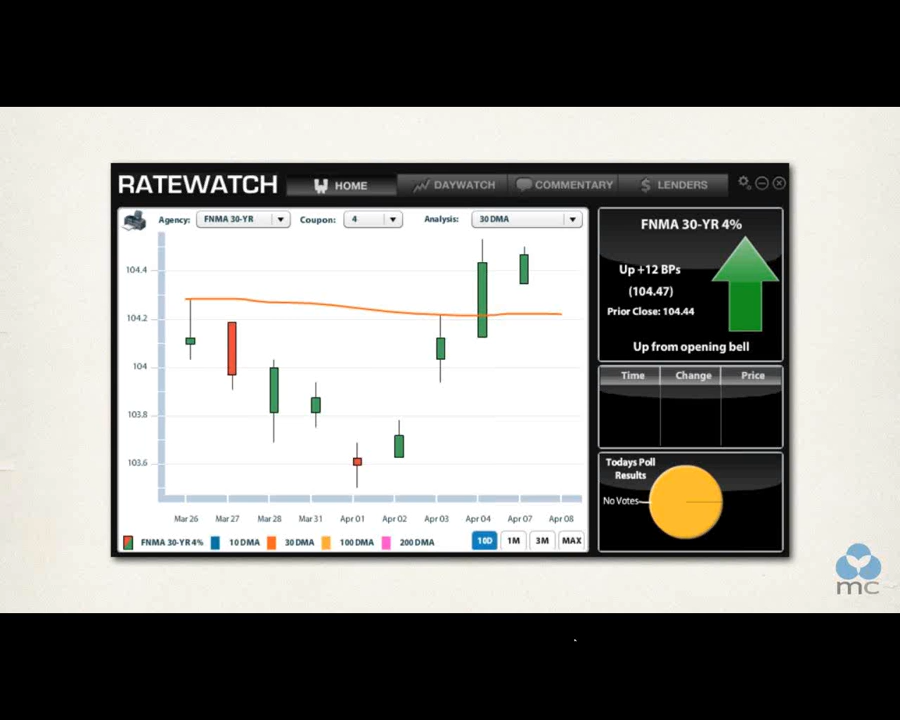 RATEWATCH
HOME
DAYWATCH
COMMENTARY
$ LENDERS
Agency: FNMA 30-YR Coupon: 4 Analysis: 30 DMA
104.4
104.2
104
103.8
103.6
Mar 26 Mar 27 Mar 28 Mar 31 Apr 01 Apr 02 Apr 03 Apr 04 Apr 07 Apr 08
FNMA 30-YR 4% 10 DMA 30 DMA 100 DMA 200 DMA
10D 1M 3M MAX
FNMA 30-YR 4%
Up +12 BPs
(104.47)
Prior Close: 104.44
Up from opening bell
Time Change Price
Todays Poll
Results
No Votes
mc